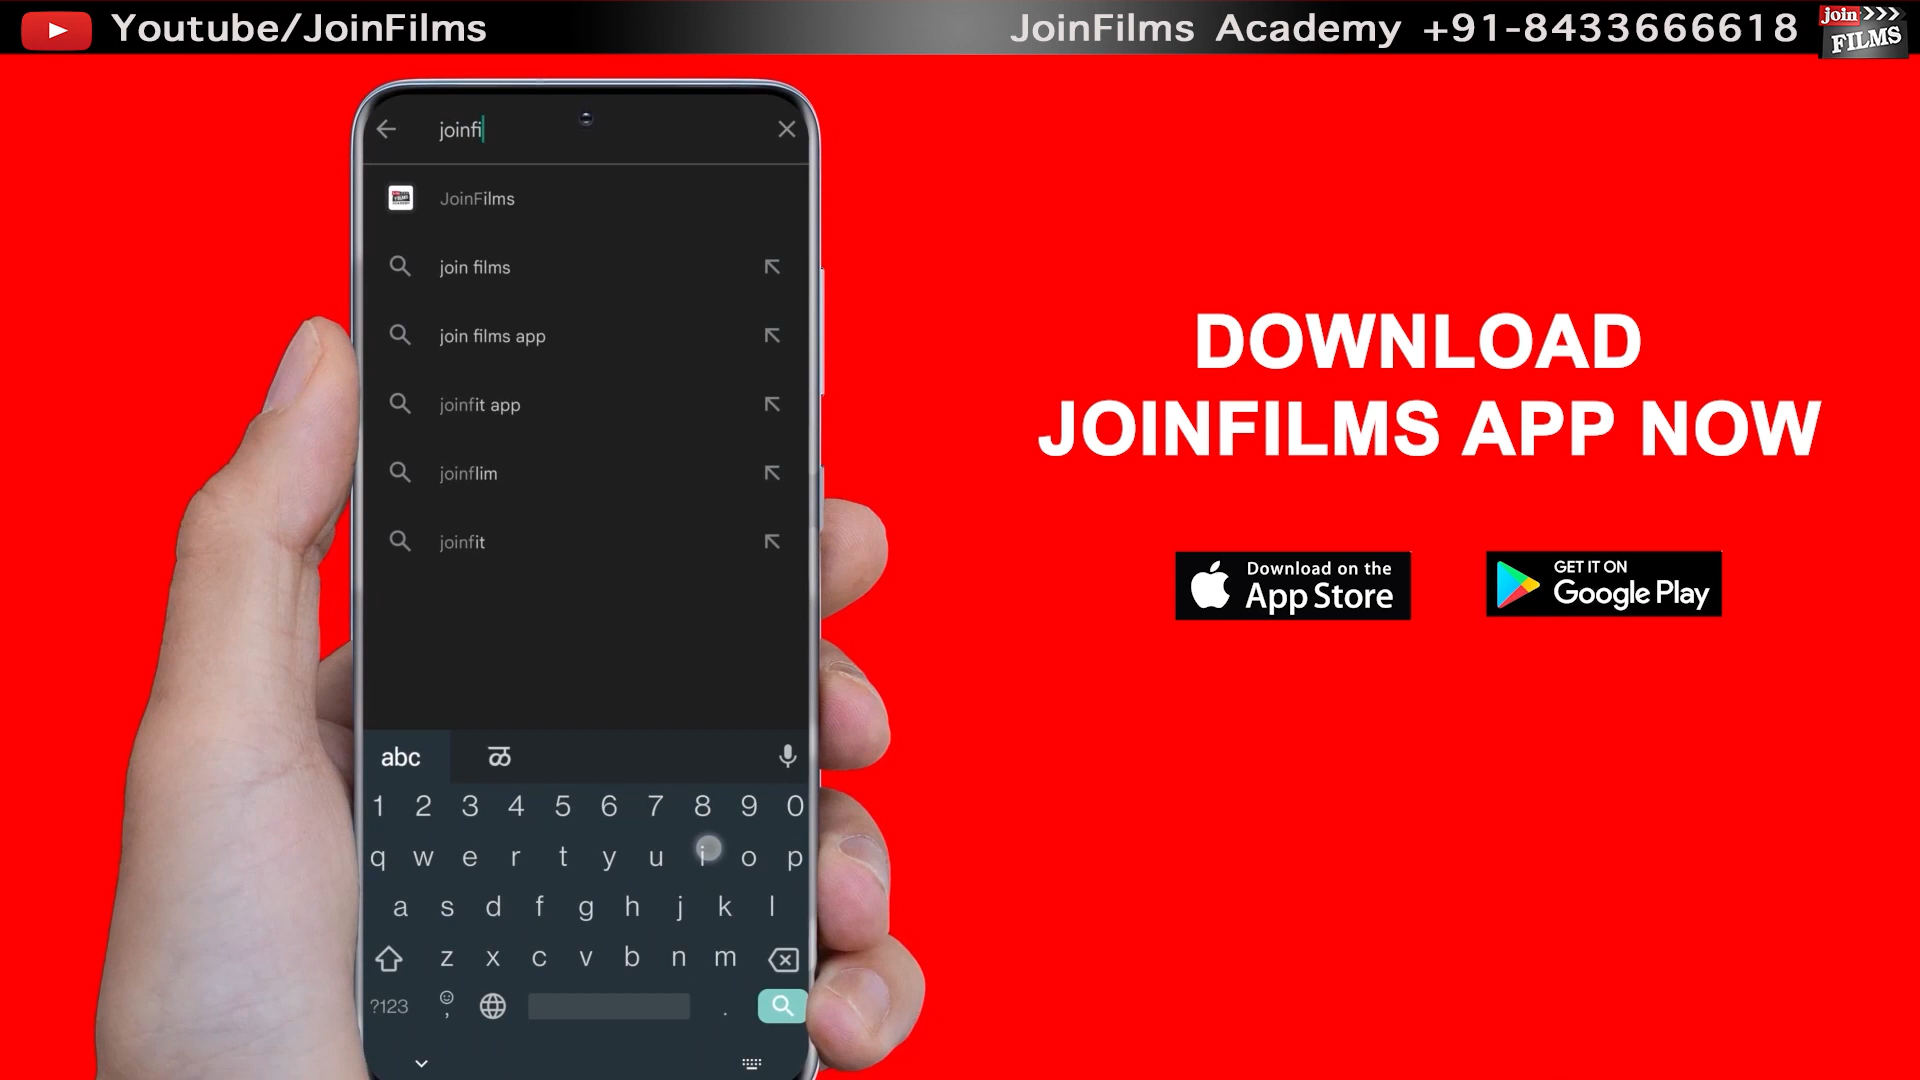 Youtube/JoinFilms
JoinFilms Academy +91-8433666618
join
FILMS
joinfi
JoinFilms
join films
join films app
joinfit app
joinflim
joinfit
DOWNLOAD
JOINFILMS APP NOW
Download on the
App Store
GET IT ON
Google Play
abc
1 2 3 4 5 6 7 8 9 0
q w e r t y u i o p
a s d f g h j k l
z x c v b n m
?123 , .